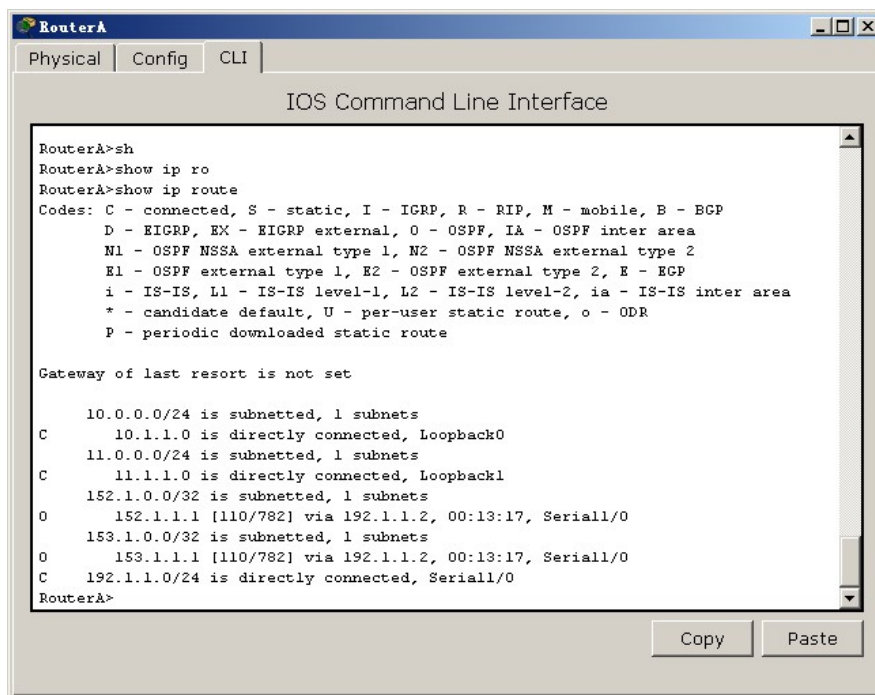 RouterA
Physical Config CLI
IOS Command Line Interface
RouterA>sh
RouterA>show ip ro
RouterA>show ip route
Codes: C - connected, S - static, I - IGRP, R - RIP, M - mobile, B - BGP
D - EIGRP, EX - EIGRP external, O - OSPF, IA - OSPF inter area
N1 - OSPF NSSA external type 1, N2 - OSPF NSSA external type 2
E1 - OSPF external type 1, E2 - OSPF external type 2, E - EGP
i - IS-IS, L1 - IS-IS level-1, L2 - IS-IS level-2, ia - IS-IS inter area
* - candidate default, U - per-user static route, o - ODR
P - periodic downloaded static route
Gateway of last resort is not set
10.0.0.0/24 is subnetted, 1 subnets
C 10.1.1.0 is directly connected, Loopback0
11.0.0.0/24 is subnetted, 1 subnets
C 11.1.1.0 is directly connected, Loopback1
152.1.0.0/32 is subnetted, 1 subnets
O 152.1.1.1 [110/782] via 192.1.1.2, 00:13:17, Serial1/0
153.1.0.0/32 is subnetted, 1 subnets
O 153.1.1.1 [110/782] via 192.1.1.2, 00:13:17, Serial1/0
C 192.1.1.0/24 is directly connected, Serial1/0
RouterA>
Copy Paste